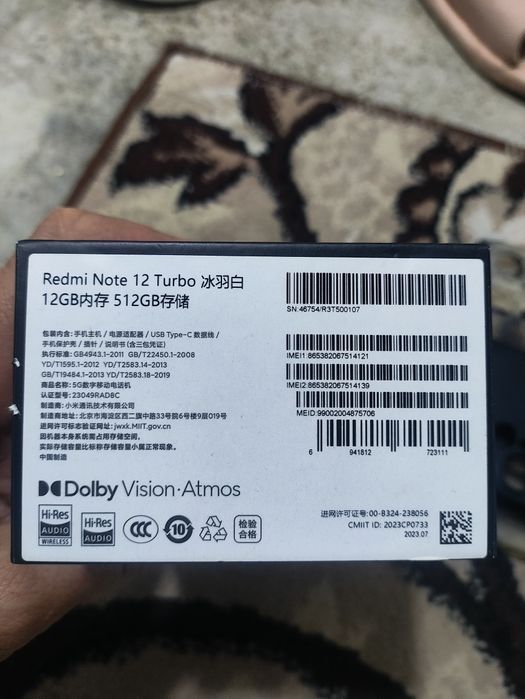 Redmi Note 12 Turbo 冰羽白
12GB内存 512GB存储
SN:46754/R3T500107
包装内含: 手机主机 / 电源适配器 / USB Type-C 数据线 /
手机保护壳 / 插针 / 说明书 (含三包凭证)
执行标准: GB4943.1-2011 GB/T22450.1-2008
YD/T1595.1-2012 YD/T2583.14-2013
GB/T19484.1-2013 YD/T2583.18-2019
商品名称: 5G数字移动电话机
认证型号: 23049RAD8C
制造商: 小米通讯技术有限公司
制造商地址: 北京市海淀区西二旗中路33号院6号楼9层019号
进网许可证标志验证网址: jwxk.MIIT.gov.cn
因机器本身系统需占用存储空间,
实际存储容量比标称存储容量小属正常现象。
中国制造
IMEI1:865382067514121
IMEI2:865382067514139
MEID:99002004875706
6 941812 723111
Dolby Vision·Atmos
Hi-Res
AUDIO
WIRELESS
Hi-Res
AUDIO
CCC
10
检验
合格
进网许可证号:00-B324-238056
CMIIT ID: 2023CP0733
2023.07